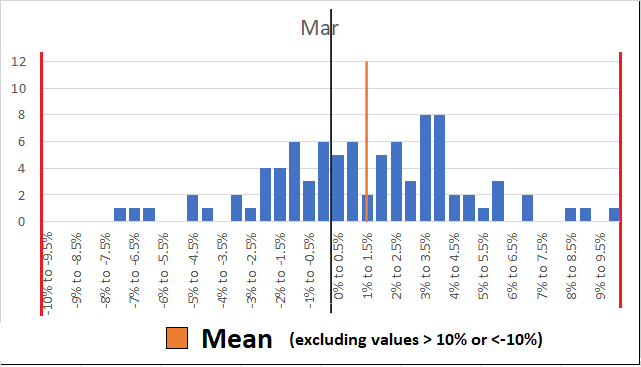 Mar
12
10
8
6
4
2
0
-10% to -9.5%
-9% to -8.5%
-8% to -7.5%
-7% to -6.5%
-6% to -5.5%
-5% to -4.5%
-4% to -3.5%
-3% to -2.5%
-2% to -1.5%
-1% to -0.5%
0% to 0.5%
1% to 1.5%
2% to 2.5%
3% to 3.5%
4% to 4.5%
5% to 5.5%
6% to 6.5%
7% to 7.5%
8% to 8.5%
9% to 9.5%
Mean (excluding values > 10% or <-10%)